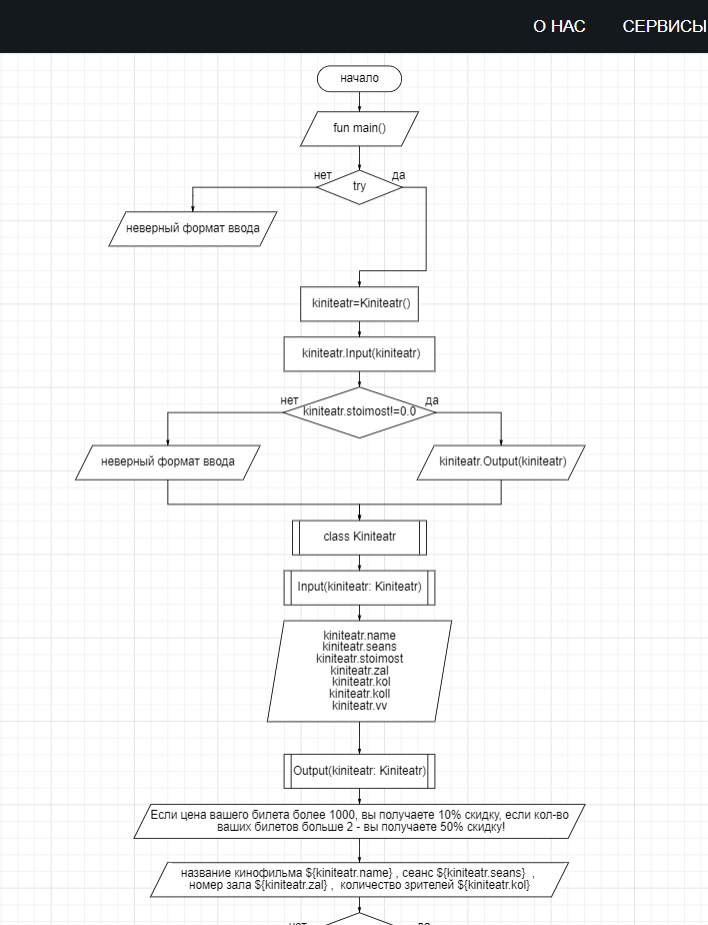 О НАС СЕРВИСЫ
начало
fun main()
нет да
try
неверный формат ввода
kiniteatr=Kiniteatr()
kiniteatr.Input(kiniteatr)
нет да
kiniteatr.stoimost!=0.0
неверный формат ввода
kiniteatr.Output(kiniteatr)
class Kiniteatr
Input(kiniteatr: Kiniteatr)
kiniteatr.name
kiniteatr.seans
kiniteatr.stoimost
kiniteatr.zal
kiniteatr.kol
kiniteatr.koll
kiniteatr.vv
Output(kiniteatr: Kiniteatr)
Если цена вашего билета более 1000, вы получаете 10% скидку, если кол-во
ваших билетов больше 2 - вы получаете 50% скидку!
название кинофильма ${kiniteatr.name} , сеанс ${kiniteatr.seans} ,
номер зала ${kiniteatr.zal} , количество зрителей ${kiniteatr.kol}